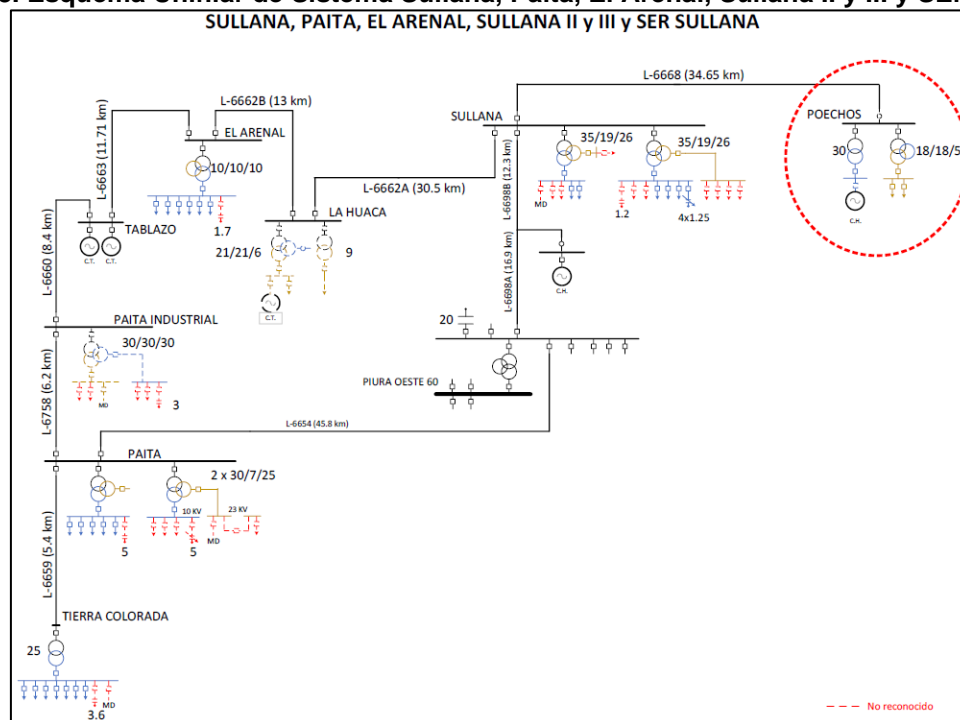 SULLANA, PAITA, EL ARENAL, SULLANA II y III y SER SULLANA
L-6668 (34.65 km)
L-6662B (13 km)
SULLANA
POECHOS
EL ARENAL
35/19/26
35/19/26
30
18/18/5
L-6663 (11.71 km)
10/10/10
L-6662A (30.5 km)
L-6698B (12.3 km)
C.H.
MD
1.2
4x1.25
TABLAZO
1.7
LA HUACA
C.T.
C.T.
21/21/6
9
L-6660 (8.4 km)
L-6698A (16.9 km)
C.H.
C.T.
PAITA INDUSTRIAL
20
30/30/30
L-6758 (6.2 km)
MD
3
PIURA OESTE 60
L-6654 (45.8 km)
PAITA
2 x 30/7/25
10 KV
23 KV
MD
5
5
L-6659 (5.4 km)
TIERRA COLORADA
25
MD
3.6
No reconocido